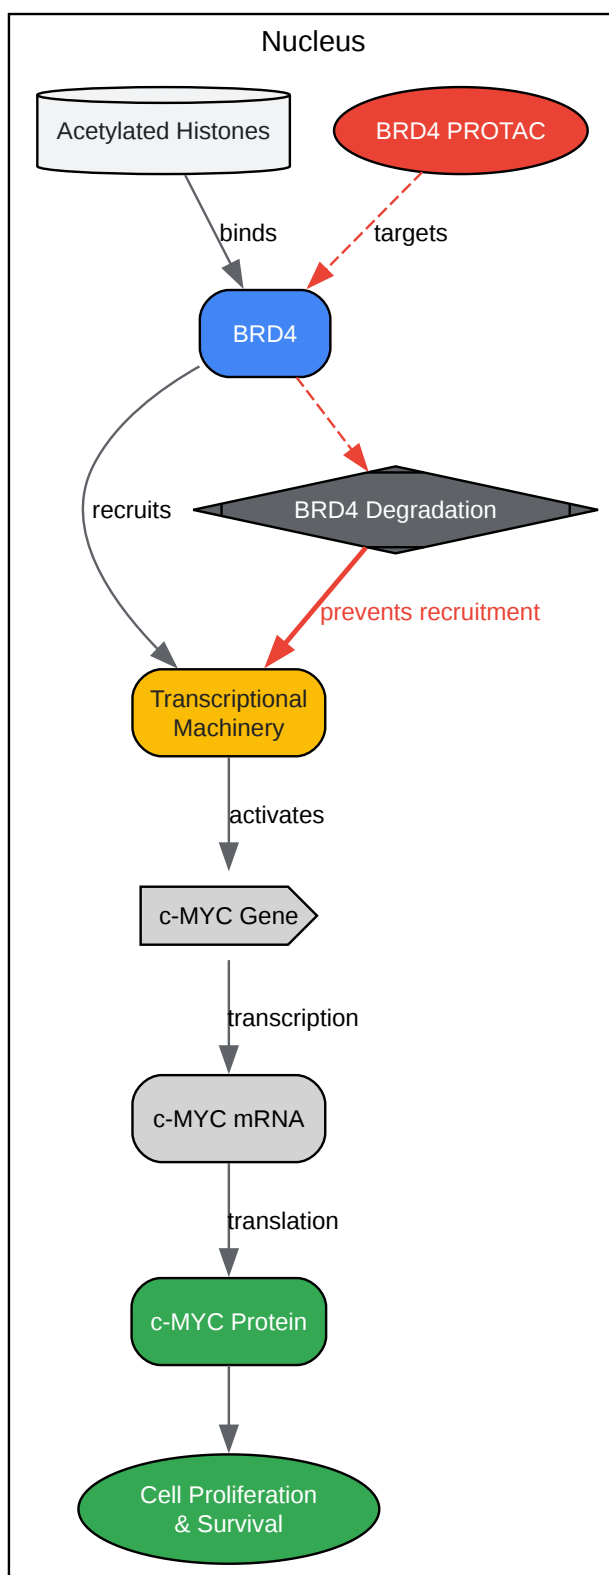 Nucleus
Acetylated Histones
BRD4 PROTAC
binds
targets
BRD4
recruits
BRD4 Degradation
prevents recruitment
Transcriptional
Machinery
activates
c-MYC Gene
transcription
c-MYC mRNA
translation
c-MYC Protein
Cell Proliferation
& Survival